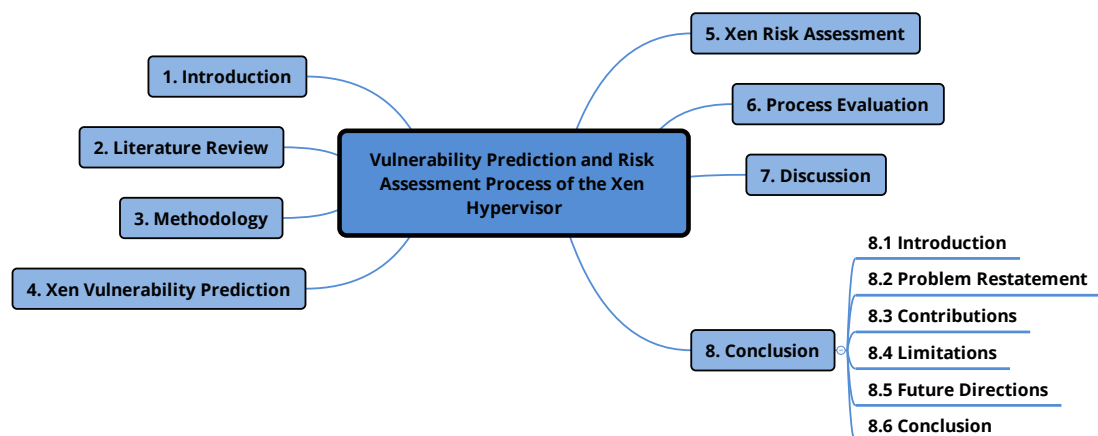 Vulnerability Prediction and Risk
Assessment Process of the Xen
Hypervisor
1. Introduction
2. Literature Review
3. Methodology
4. Xen Vulnerability Prediction
5. Xen Risk Assessment
6. Process Evaluation
7. Discussion
8. Conclusion
8.1 Introduction
8.2 Problem Restatement
8.3 Contributions
8.4 Limitations
8.5 Future Directions
8.6 Conclusion